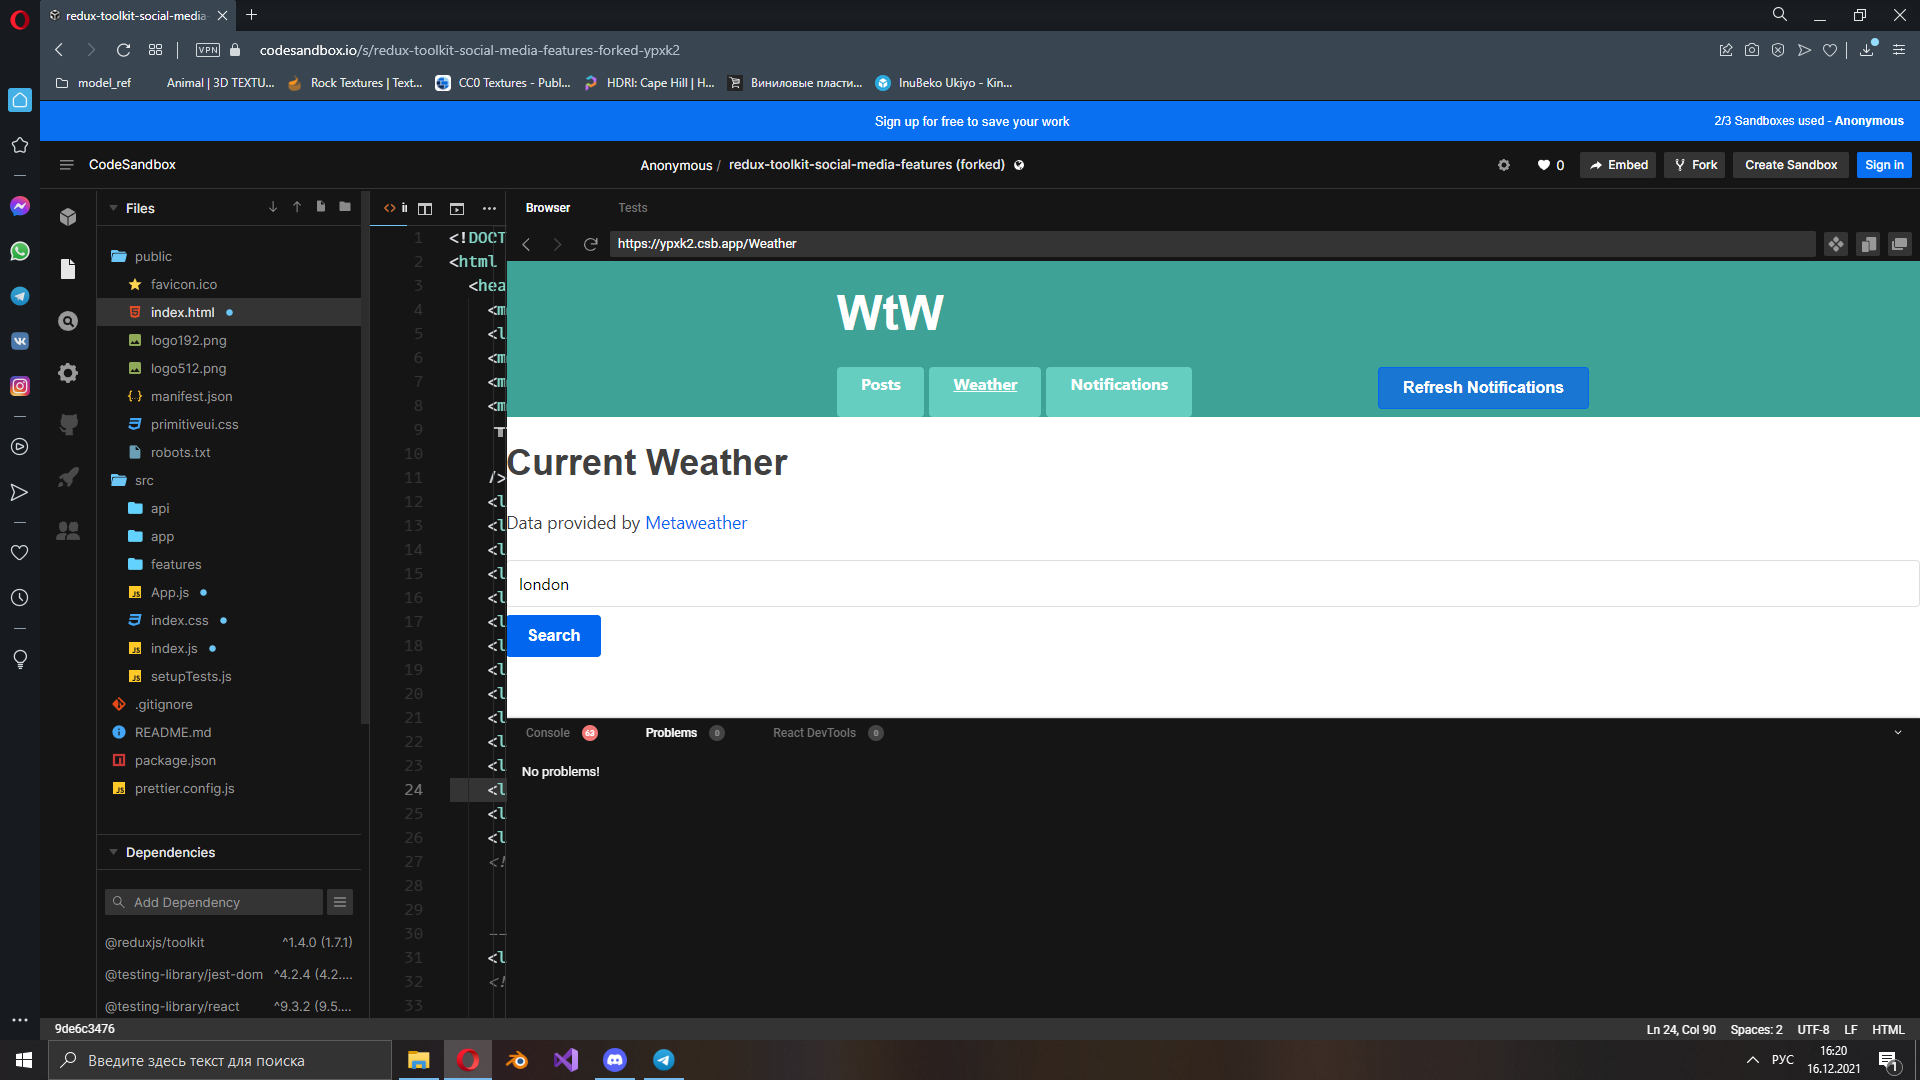 redux-toolkit-social-media-
VPN
codesandbox.io/s/redux-toolkit-social-media-features-forked-ypxk2
model_ref
Animal | 3D TEXTU...
Rock Textures | Text...
CC0 Textures - Publ...
HDRI: Cape Hill | H...
Виниловые пласти...
InuBeko Ukiyo - Kin...
Sign up for free to save your work
2/3 Sandboxes used - Anonymous
CodeSandbox
Anonymous / redux-toolkit-social-media-features (forked)
0
Embed
Fork
Create Sandbox
Sign in
Files
public
favicon.ico
index.html
logo192.png
logo512.png
manifest.json
primitiveui.css
robots.txt
src
api
app
features
App.js
index.css
index.js
setupTests.js
.gitignore
README.md
package.json
prettier.config.js
Dependencies
Add Dependency
@reduxjs/toolkit ^1.4.0 (1.7.1)
@testing-library/jest-dom ^4.2.4 (4.2....
@testing-library/react ^9.3.2 (9.5....
1 <!DOCT
2 <html
3 <hea
4 <m
5 <l
6 <m
7 <m
8 <m
9
10
11 />
12 <l
13 <l
14 <l
15 <l
16 <l
17 <l
18 <l
19 <l
20 <l
21 <l
22 <l
23 <l
24 <l
25 <l
26 <l
27 <!
28
29
30 --
31 <l
32 <!
33
Browser
Tests
https://ypxk2.csb.app/Weather
WtW
Posts
Weather
Notifications
Refresh Notifications
Current Weather
Data provided by Metaweather
london
Search
Console 63
Problems 0
React DevTools 0
No problems!
9de6c3476
Ln 24, Col 90
Spaces: 2
UTF-8
LF
HTML
Введите здесь текст для поиска
РУС
16:20
16.12.2021
1